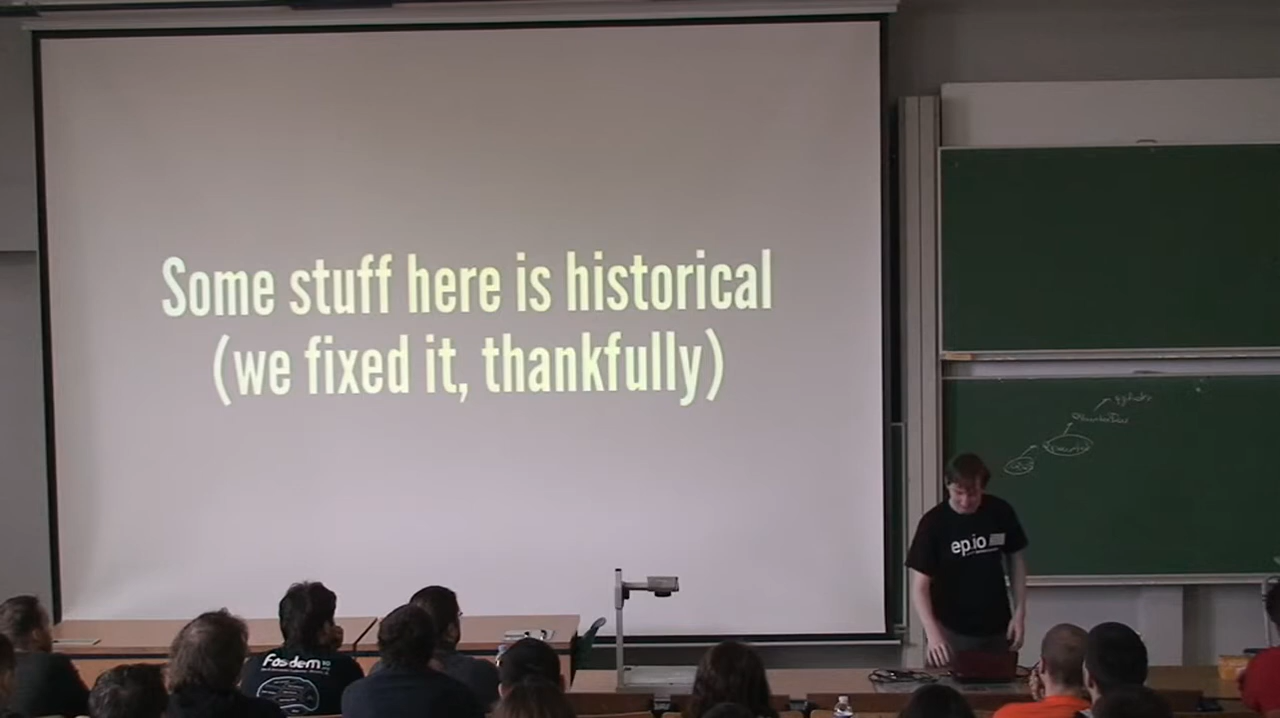 Some stuff here is historical
(we fixed it, thankfully)
ep.io
fosdem